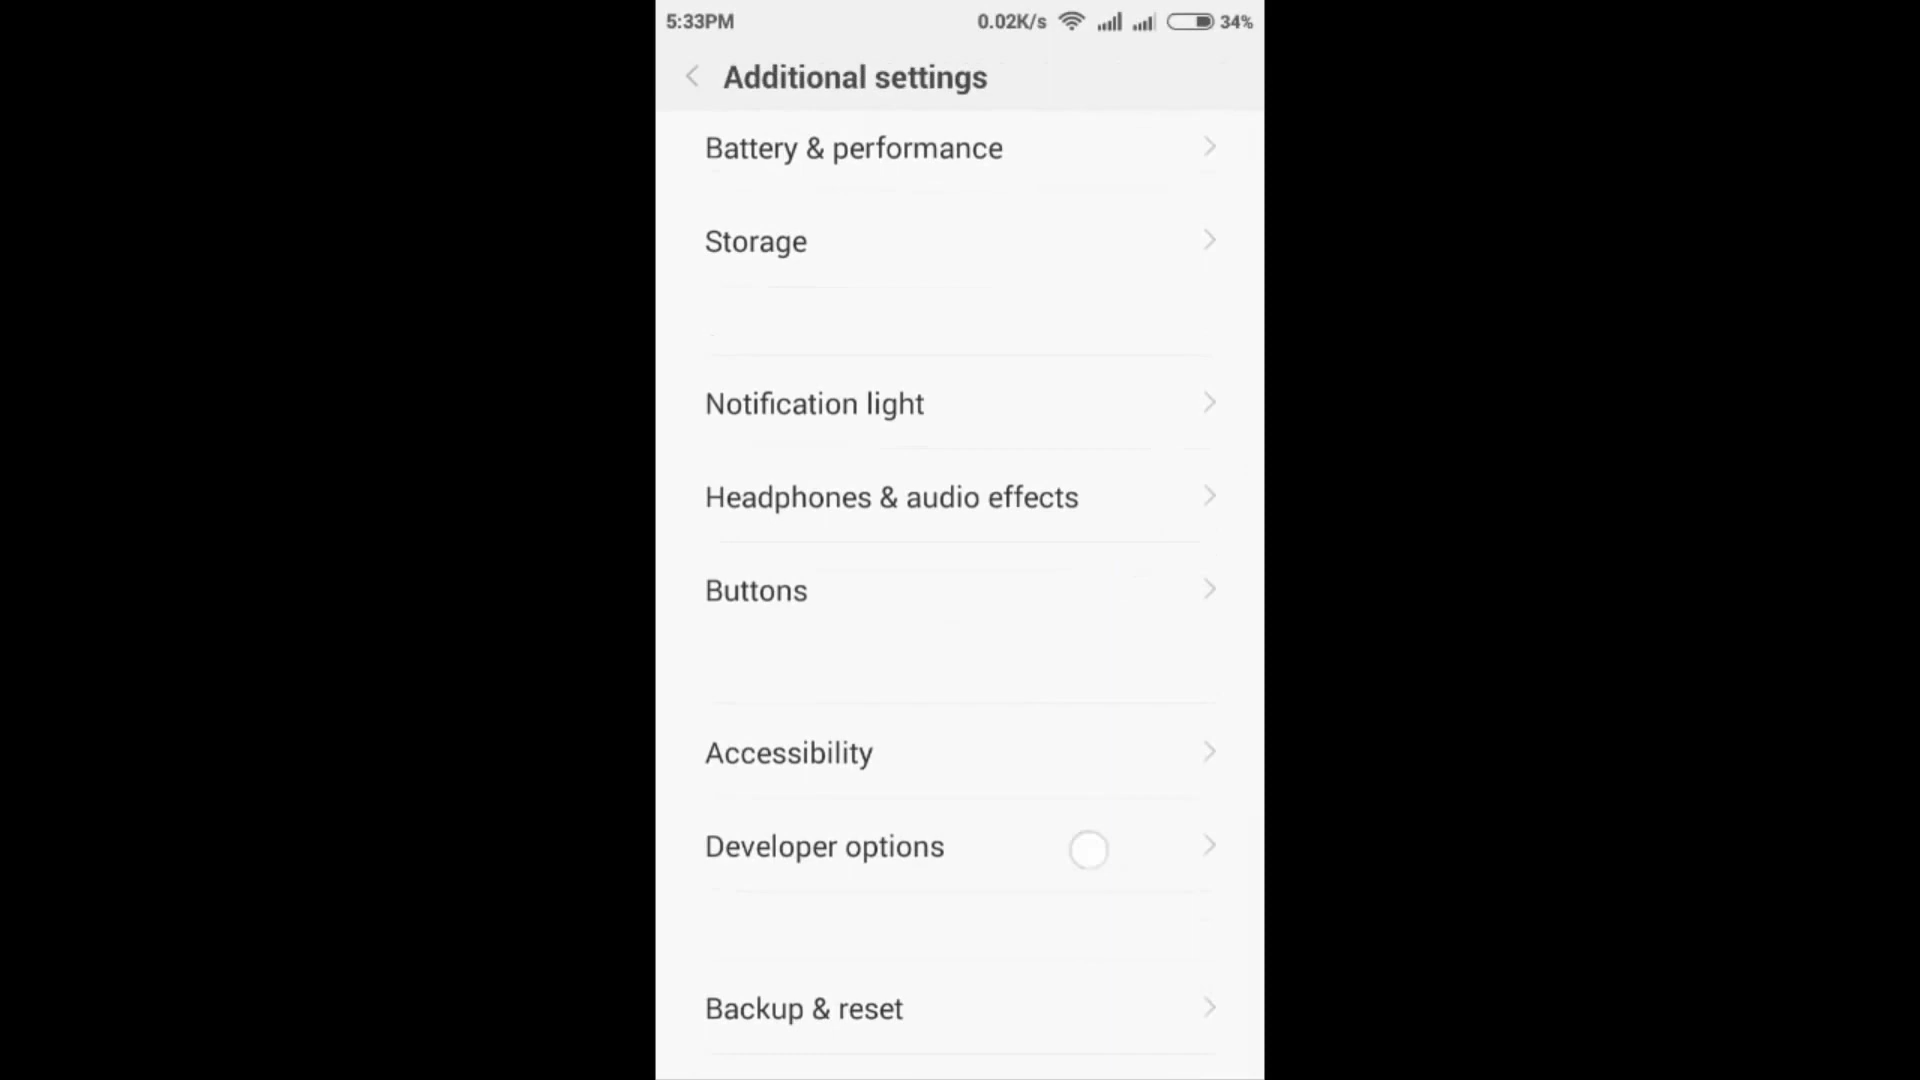 5:33PM 0.02K/s 34%
Additional settings
Battery & performance
Storage
Notification light
Headphones & audio effects
Buttons
Accessibility
Developer options
Backup & reset